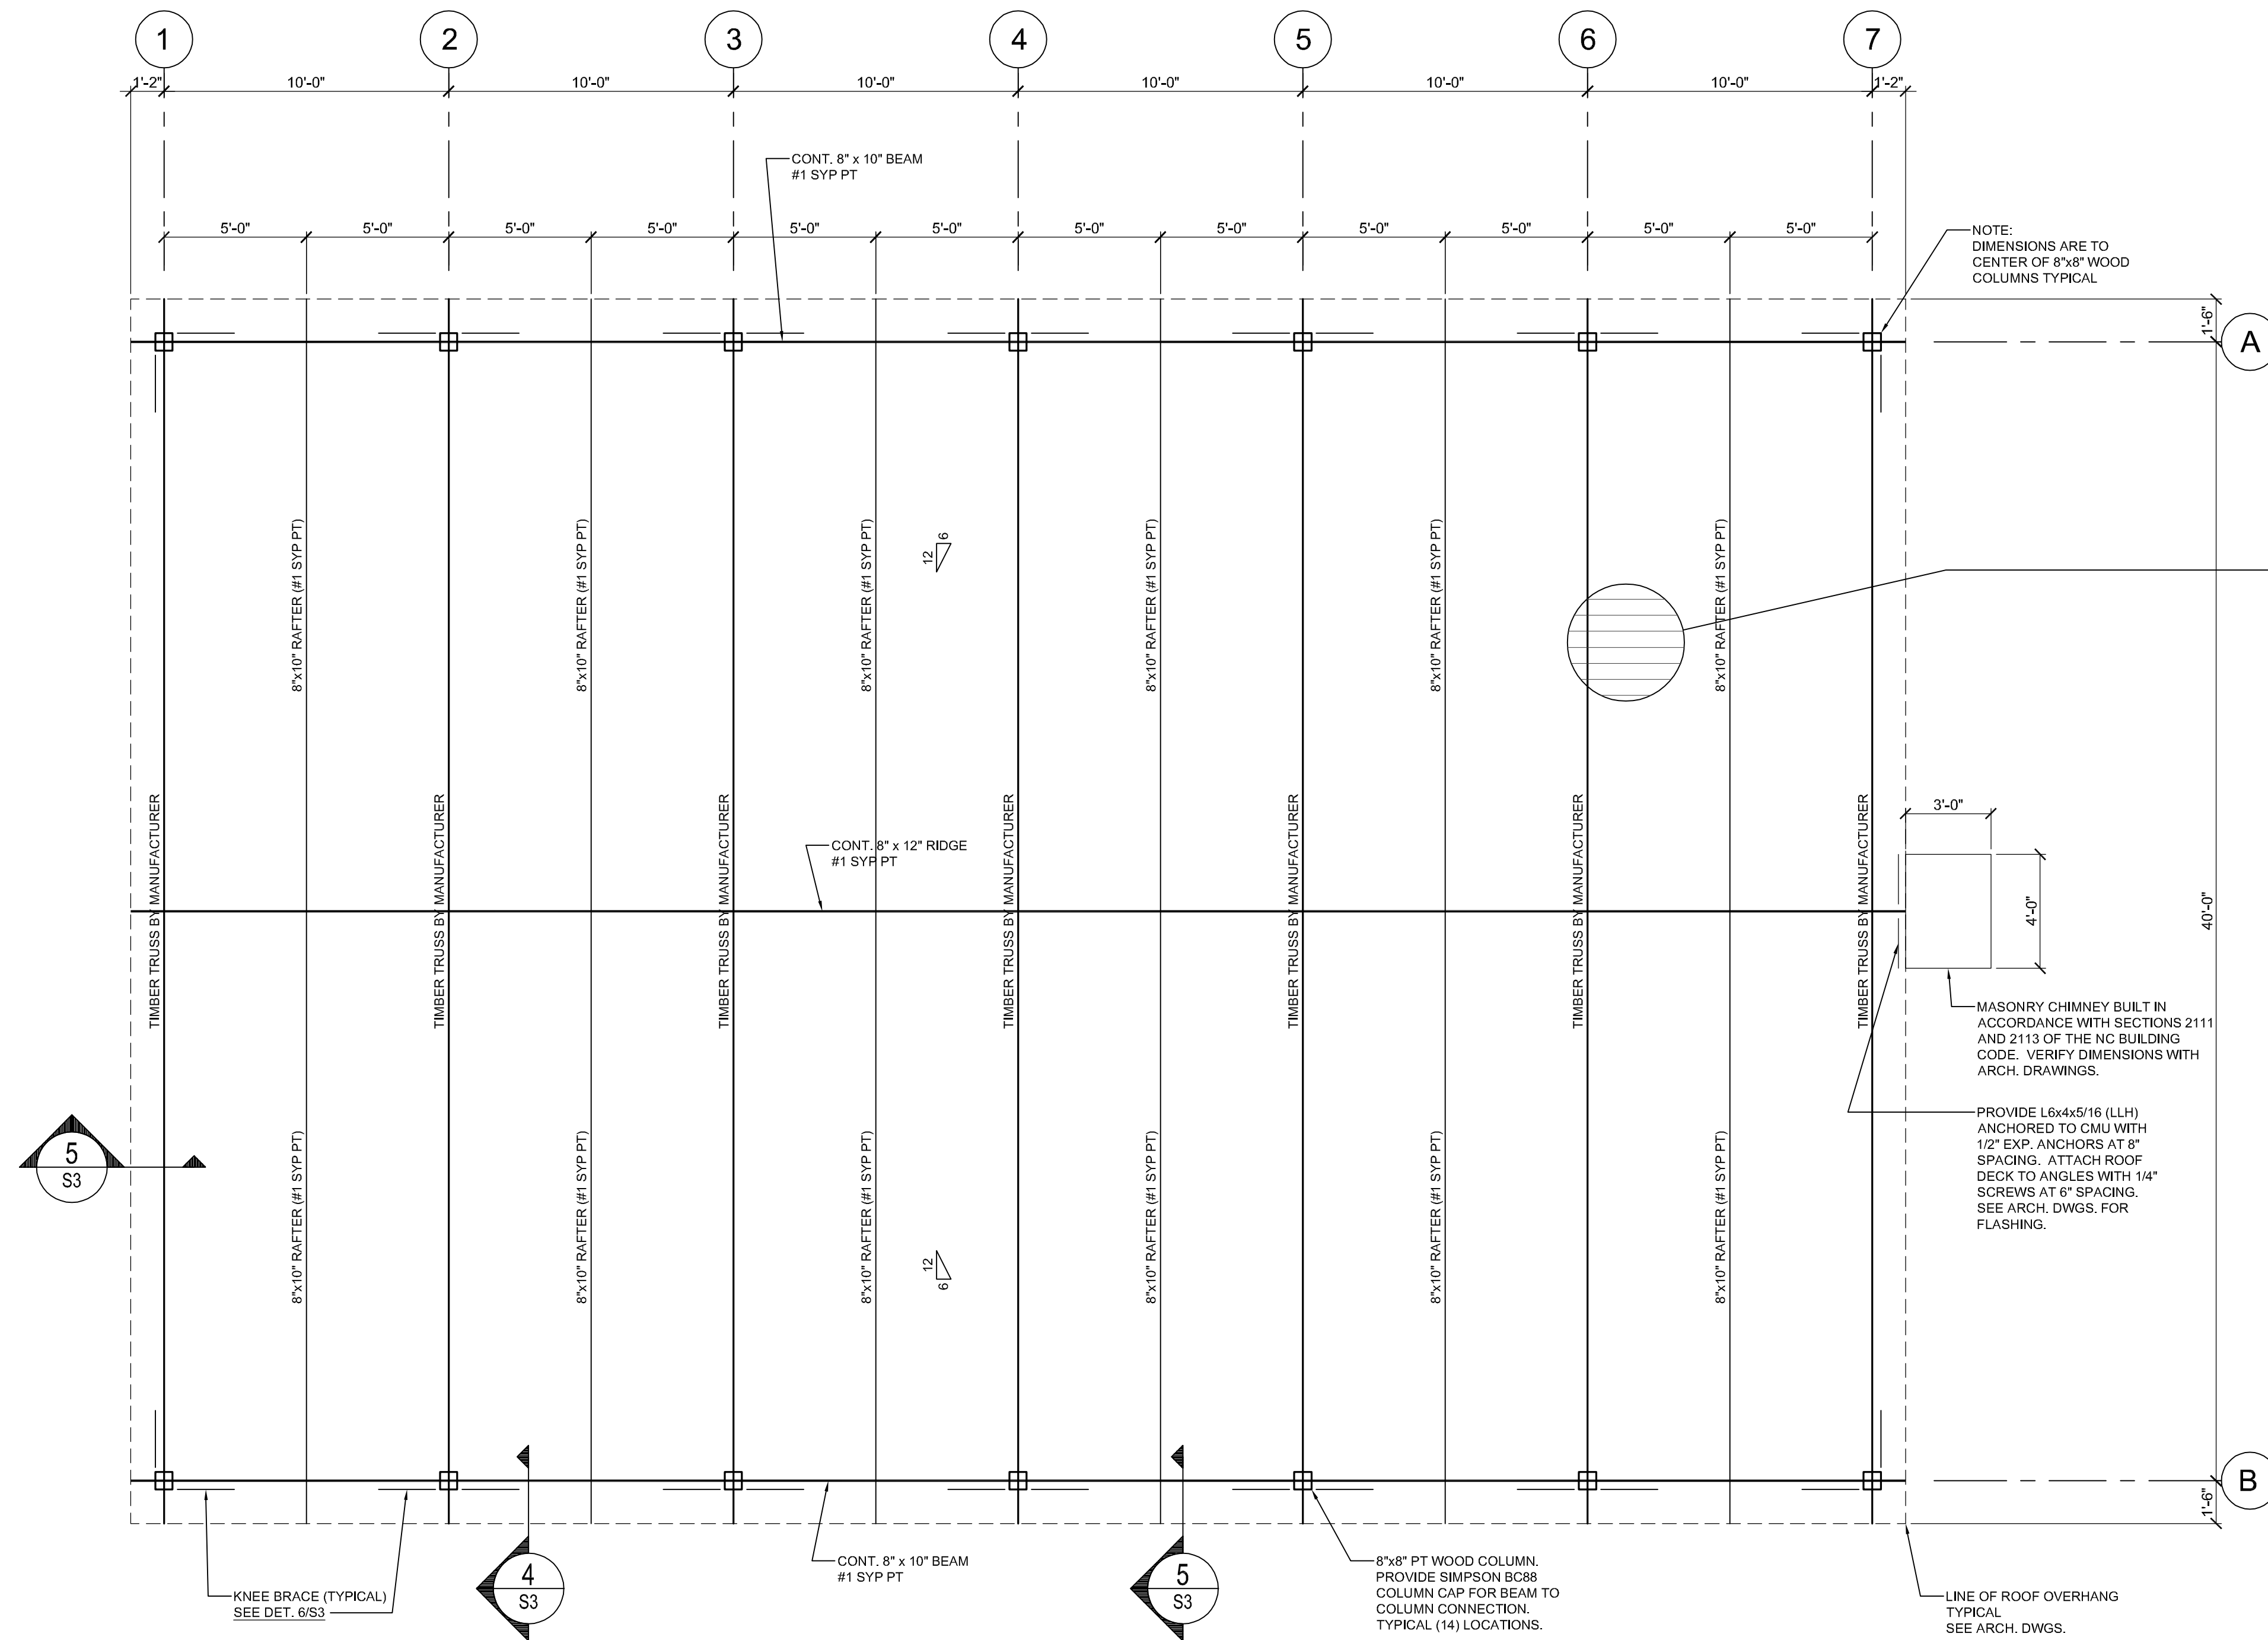 1
2
3
4
5
6
7
1'-2"
10'-0"
10'-0"
10'-0"
10'-0"
10'-0"
10'-0"
1'-2"
CONT. 8" x 10" BEAM
#1 SYP PT
5'-0"
5'-0"
5'-0"
5'-0"
5'-0"
5'-0"
5'-0"
5'-0"
5'-0"
5'-0"
5'-0"
5'-0"
NOTE:
DIMENSIONS ARE TO
CENTER OF 8"x8" WOOD
COLUMNS TYPICAL
1'-6"
A
8"x10" RAFTER (#1 SYP PT)
8"x10" RAFTER (#1 SYP PT)
8"x10" RAFTER (#1 SYP PT)
12
6
8"x10" RAFTER (#1 SYP PT)
8"x10" RAFTER (#1 SYP PT)
8"x10" RAFTER (#1 SYP PT)
TIMBER TRUSS BY MANUFACTURER
TIMBER TRUSS BY MANUFACTURER
TIMBER TRUSS BY MANUFACTURER
TIMBER TRUSS BY MANUFACTURER
TIMBER TRUSS BY MANUFACTURER
TIMBER TRUSS BY MANUFACTURER
TIMBER TRUSS BY MANUFACTURER
CONT. 8" x 12" RIDGE
#1 SYP PT
3'-0"
4'-0"
40'-0"
MASONRY CHIMNEY BUILT IN
ACCORDANCE WITH SECTIONS 2111
AND 2113 OF THE NC BUILDING
CODE. VERIFY DIMENSIONS WITH
ARCH. DRAWINGS.
PROVIDE L6x4x5/16 (LLH)
ANCHORED TO CMU WITH
1/2" EXP. ANCHORS AT 8"
SPACING. ATTACH ROOF
DECK TO ANGLES WITH 1/4"
SCREWS AT 6" SPACING.
SEE ARCH. DWGS. FOR
FLASHING.
5
S3
8"x10" RAFTER (#1 SYP PT)
8"x10" RAFTER (#1 SYP PT)
8"x10" RAFTER (#1 SYP PT)
12
6
8"x10" RAFTER (#1 SYP PT)
8"x10" RAFTER (#1 SYP PT)
8"x10" RAFTER (#1 SYP PT)
B
1'-6"
KNEE BRACE (TYPICAL)
SEE DET. 6/S3
4
S3
CONT. 8" x 10" BEAM
#1 SYP PT
5
S3
8"x8" PT WOOD COLUMN.
PROVIDE SIMPSON BC88
COLUMN CAP FOR BEAM TO
COLUMN CONNECTION.
TYPICAL (14) LOCATIONS.
LINE OF ROOF OVERHANG
TYPICAL
SEE ARCH. DWGS.